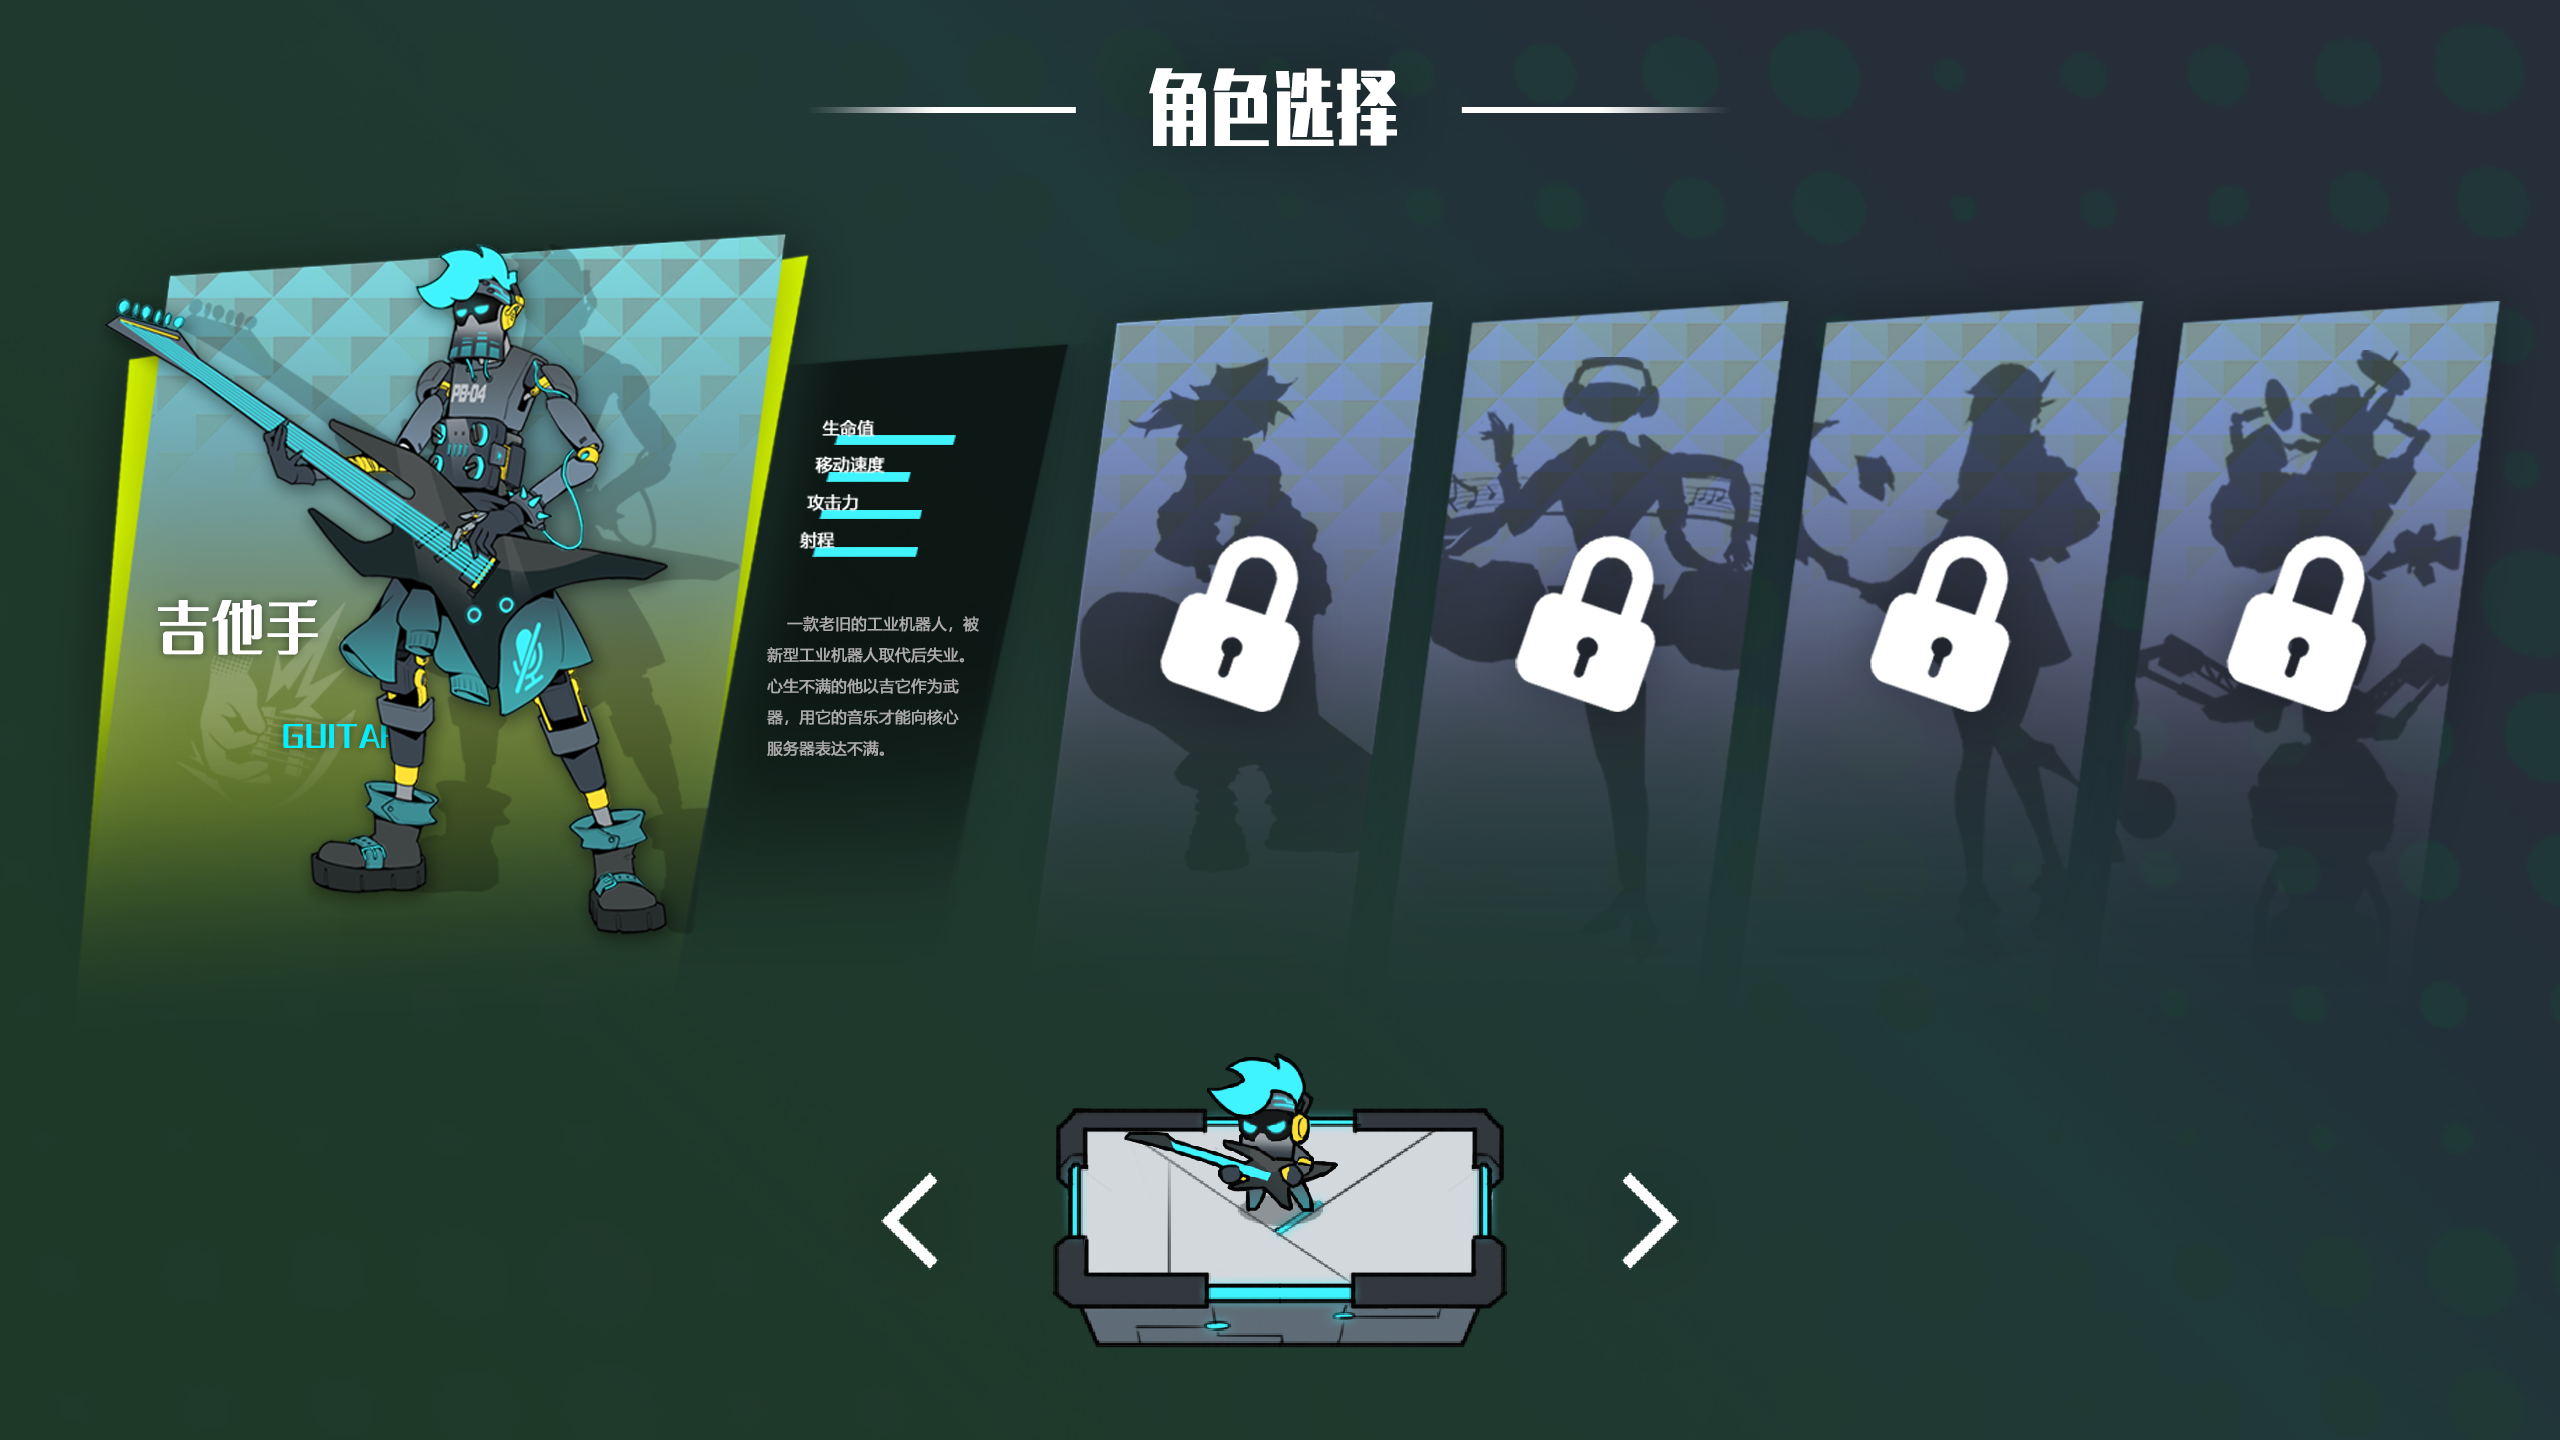 角色选择
PB-04
吉他手
GUITAR
生命值
移动速度
攻击力
射程
一款老旧的工业机器人，被
新型工业机器人取代后失业。
心生不满的他以吉它作为武
器，用它的音乐才能向核心
服务器表达不满。